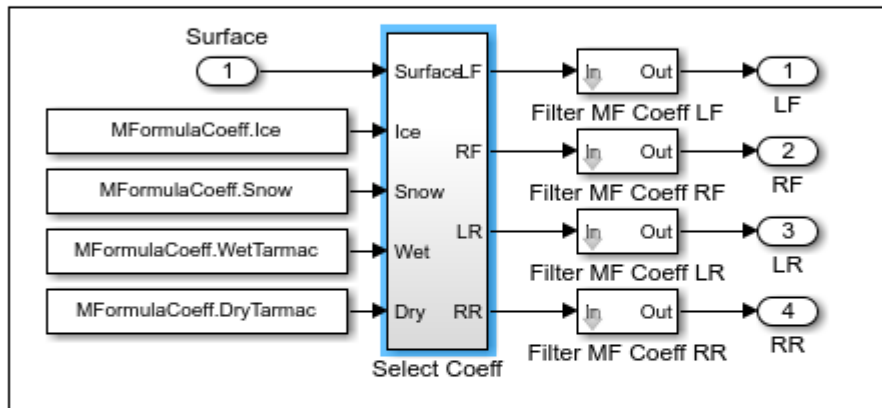 Surface
1
Surface LF In Out 1
Filter MF Coeff LF LF
MFormulaCoeff.Ice Ice
RF In Out 2
Filter MF Coeff RF RF
MFormulaCoeff.Snow Snow
LR In Out 3
MFormulaCoeff.WetTarmac Wet
Filter MF Coeff LR LR
MFormulaCoeff.DryTarmac Dry RR In Out 4
Filter MF Coeff RR RR
Select Coeff